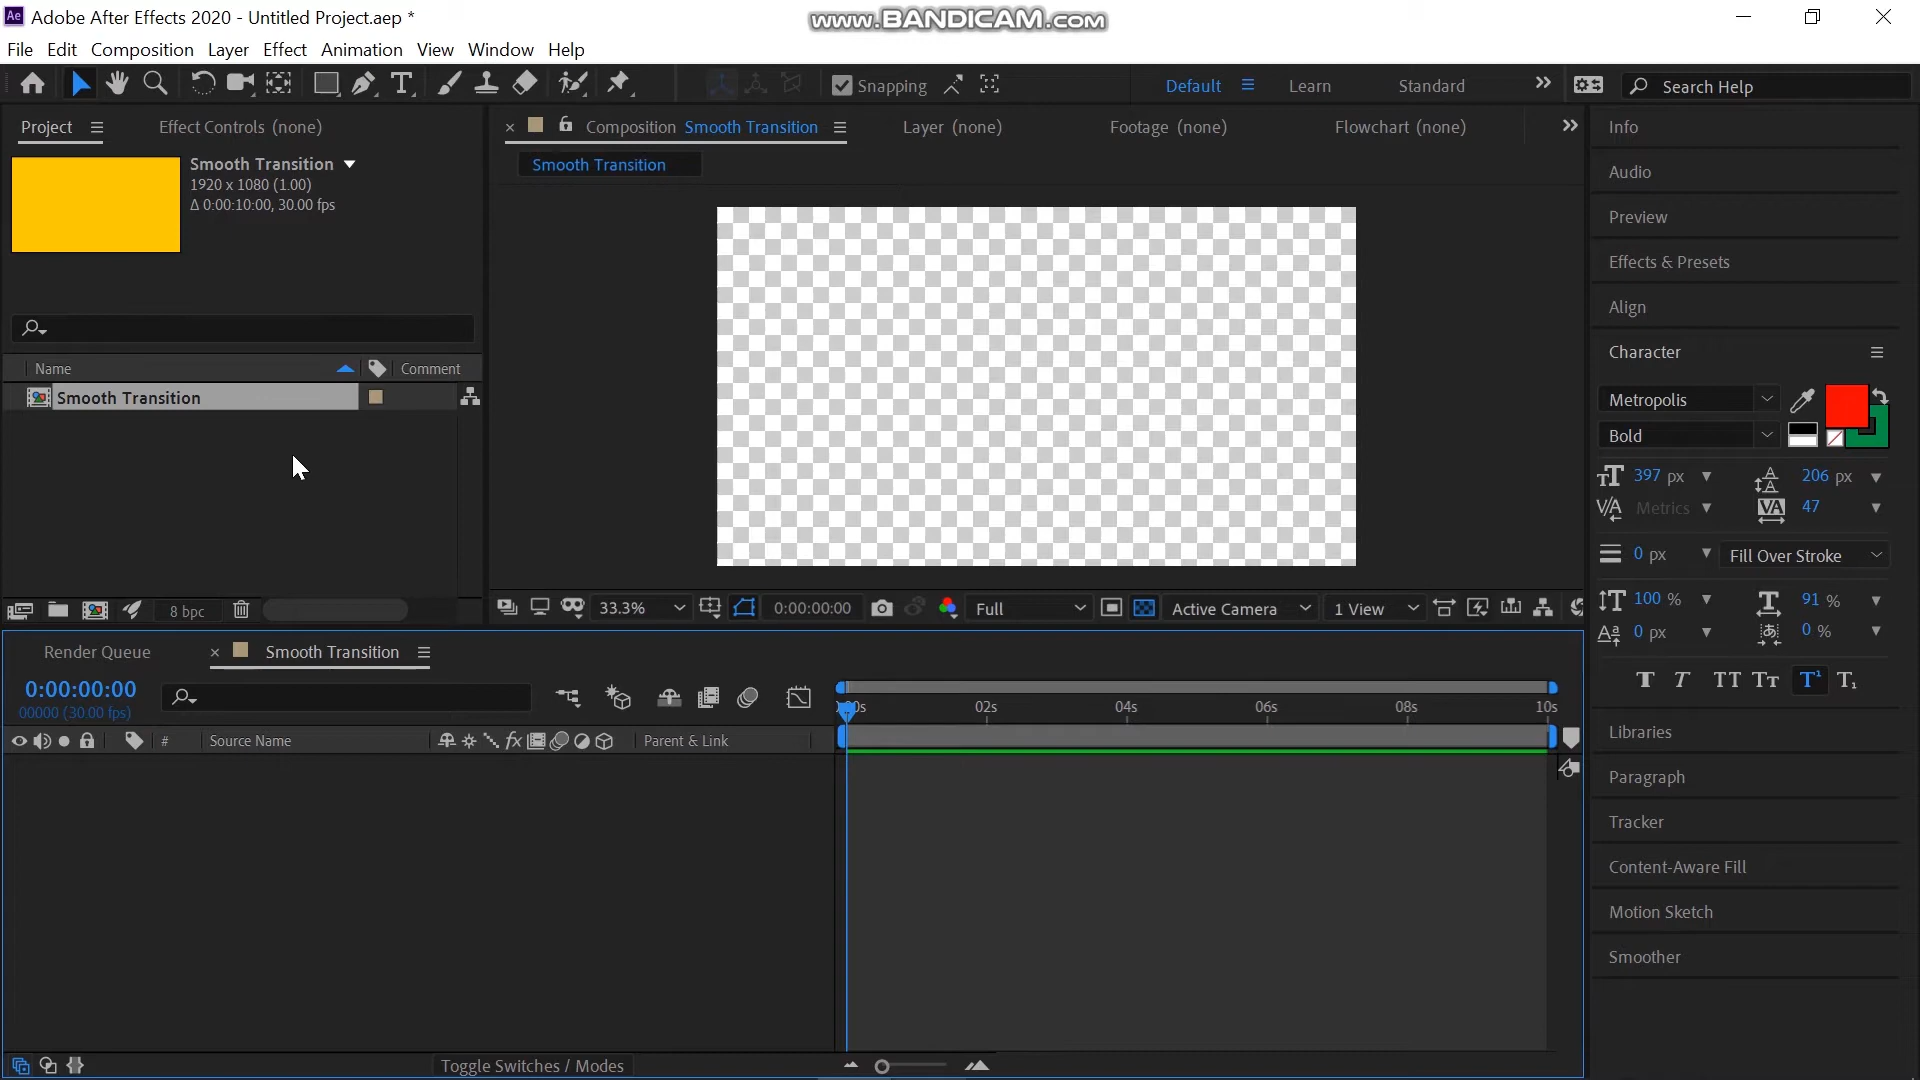 Adobe After Effects 2020 - Untitled Project.aep *
www.BANDICAM.com
File Edit Composition Layer Effect Animation View Window Help
Snapping
Default
Learn
Standard
Search Help
Project
Effect Controls (none)
Composition Smooth Transition
Layer (none)
Footage (none)
Flowchart (none)
Info
Smooth Transition
1920 x 1080 (1.00)
Δ 0:00:10:00, 30.00 fps
Smooth Transition
Audio
Preview
Effects & Presets
Align
Character
Name
Comment
Smooth Transition
Metropolis
Bold
397 px
206 px
Metrics
47
0 px
Fill Over Stroke
100 %
91 %
0 px
0 %
8 bpc
33.3%
0:00:00:00
Full
Active Camera
1 View
Render Queue
Smooth Transition
0:00:00:00
00000 (30.00 fps)
02s
04s
06s
08s
10s
# Source Name
Parent & Link
Libraries
Paragraph
Tracker
Content-Aware Fill
Motion Sketch
Smoother
Toggle Switches / Modes